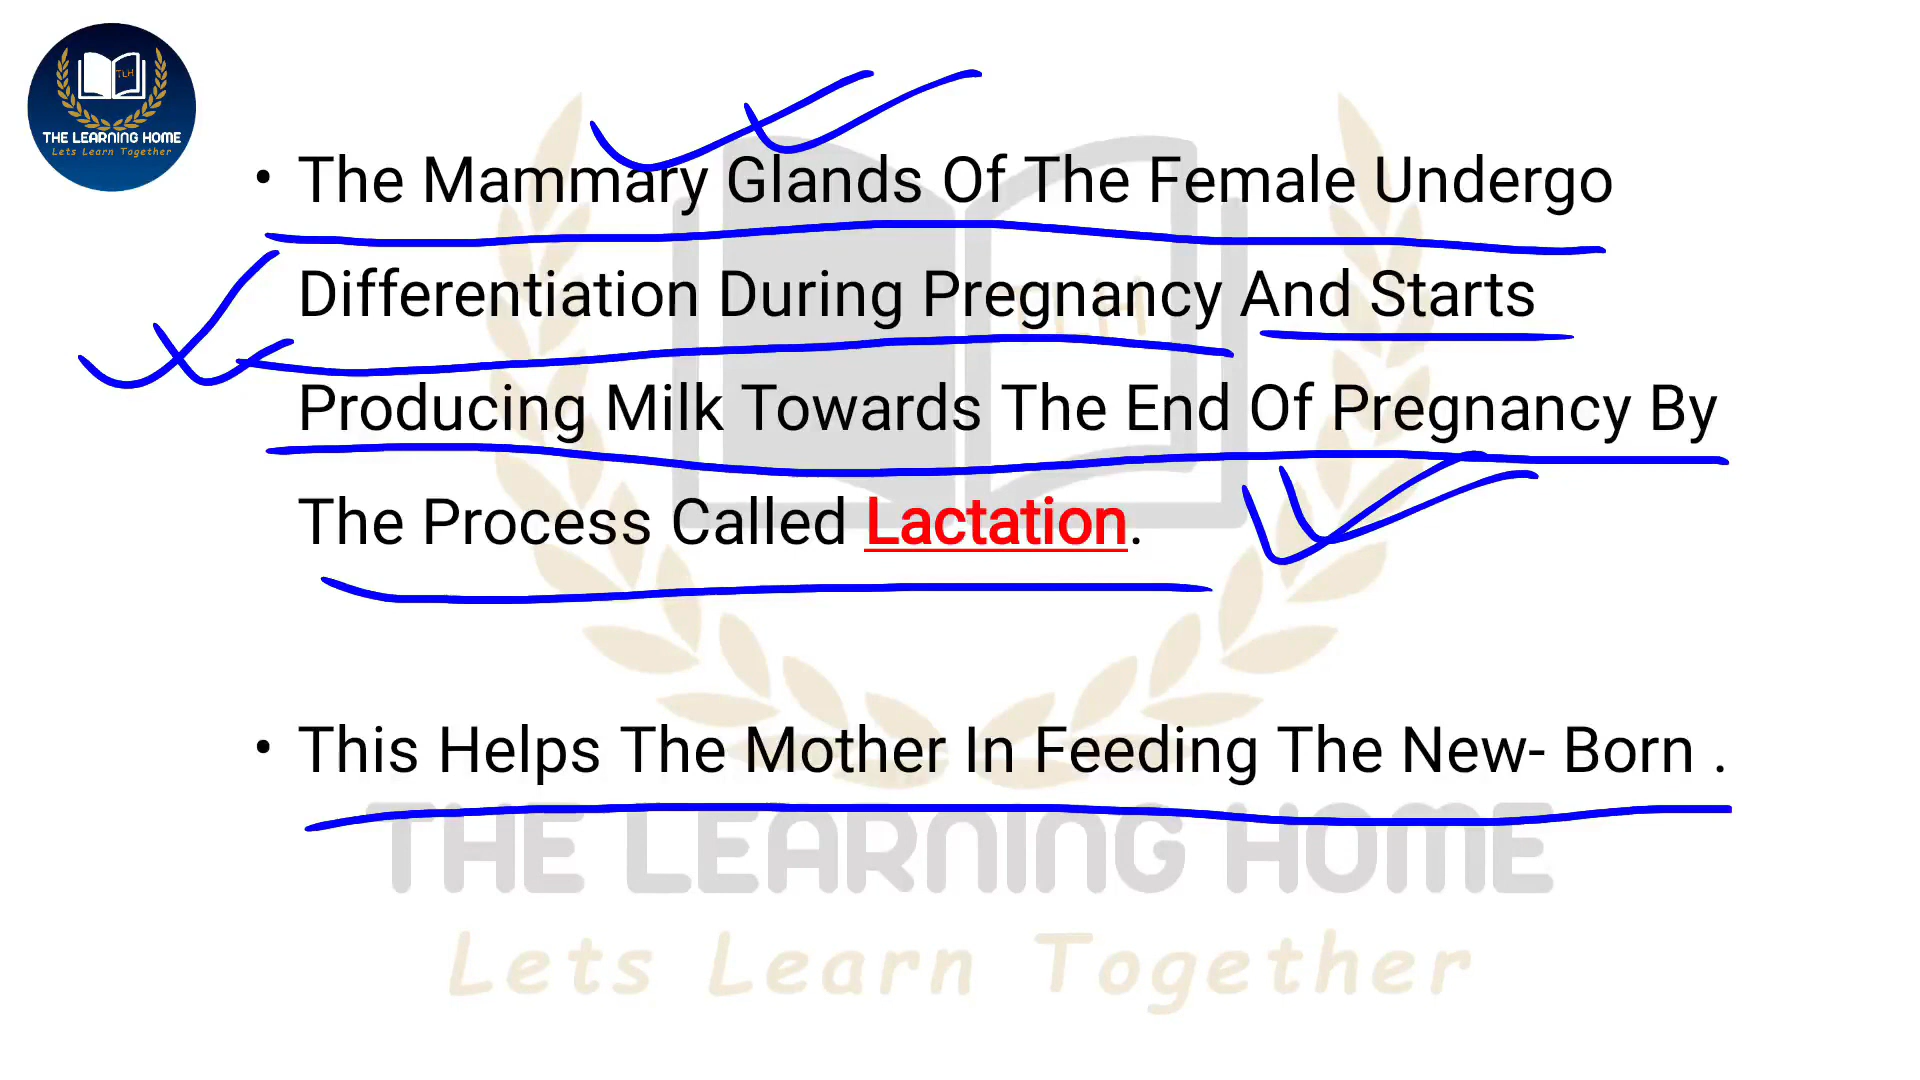 TLH
THE LEARNING HOME
Lets Learn Together
• The Mammary Glands Of The Female Undergo
Differentiation During Pregnancy And Starts
Producing Milk Towards The End Of Pregnancy By
The Process Called Lactation.
• This Helps The Mother In Feeding The New- Born .
TLH
THE LEARNING HOME
Lets Learn Together